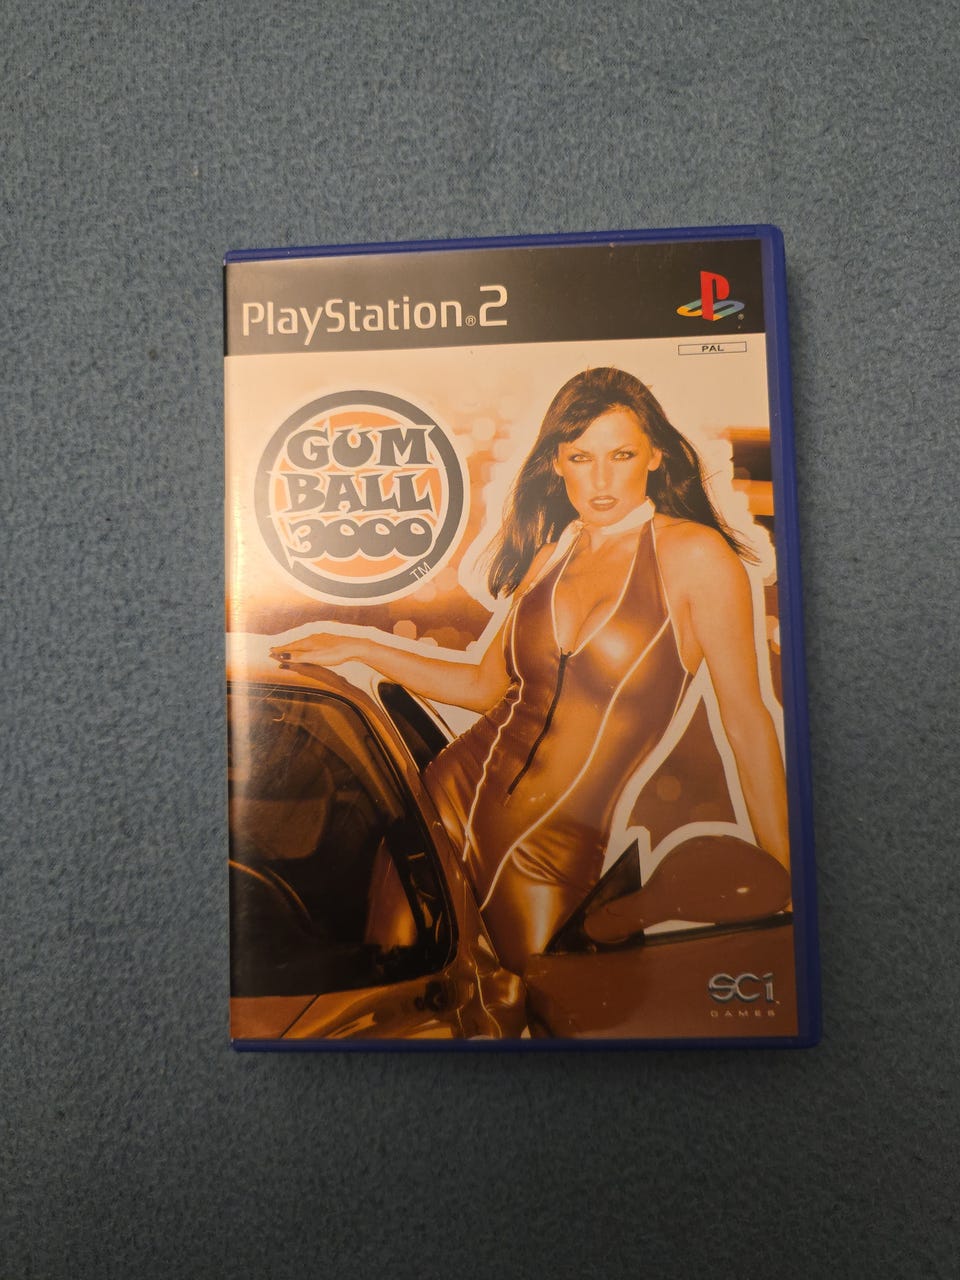 PlayStation®2
PAL
GUM
BALL
3000
TM
SCi
GAMES